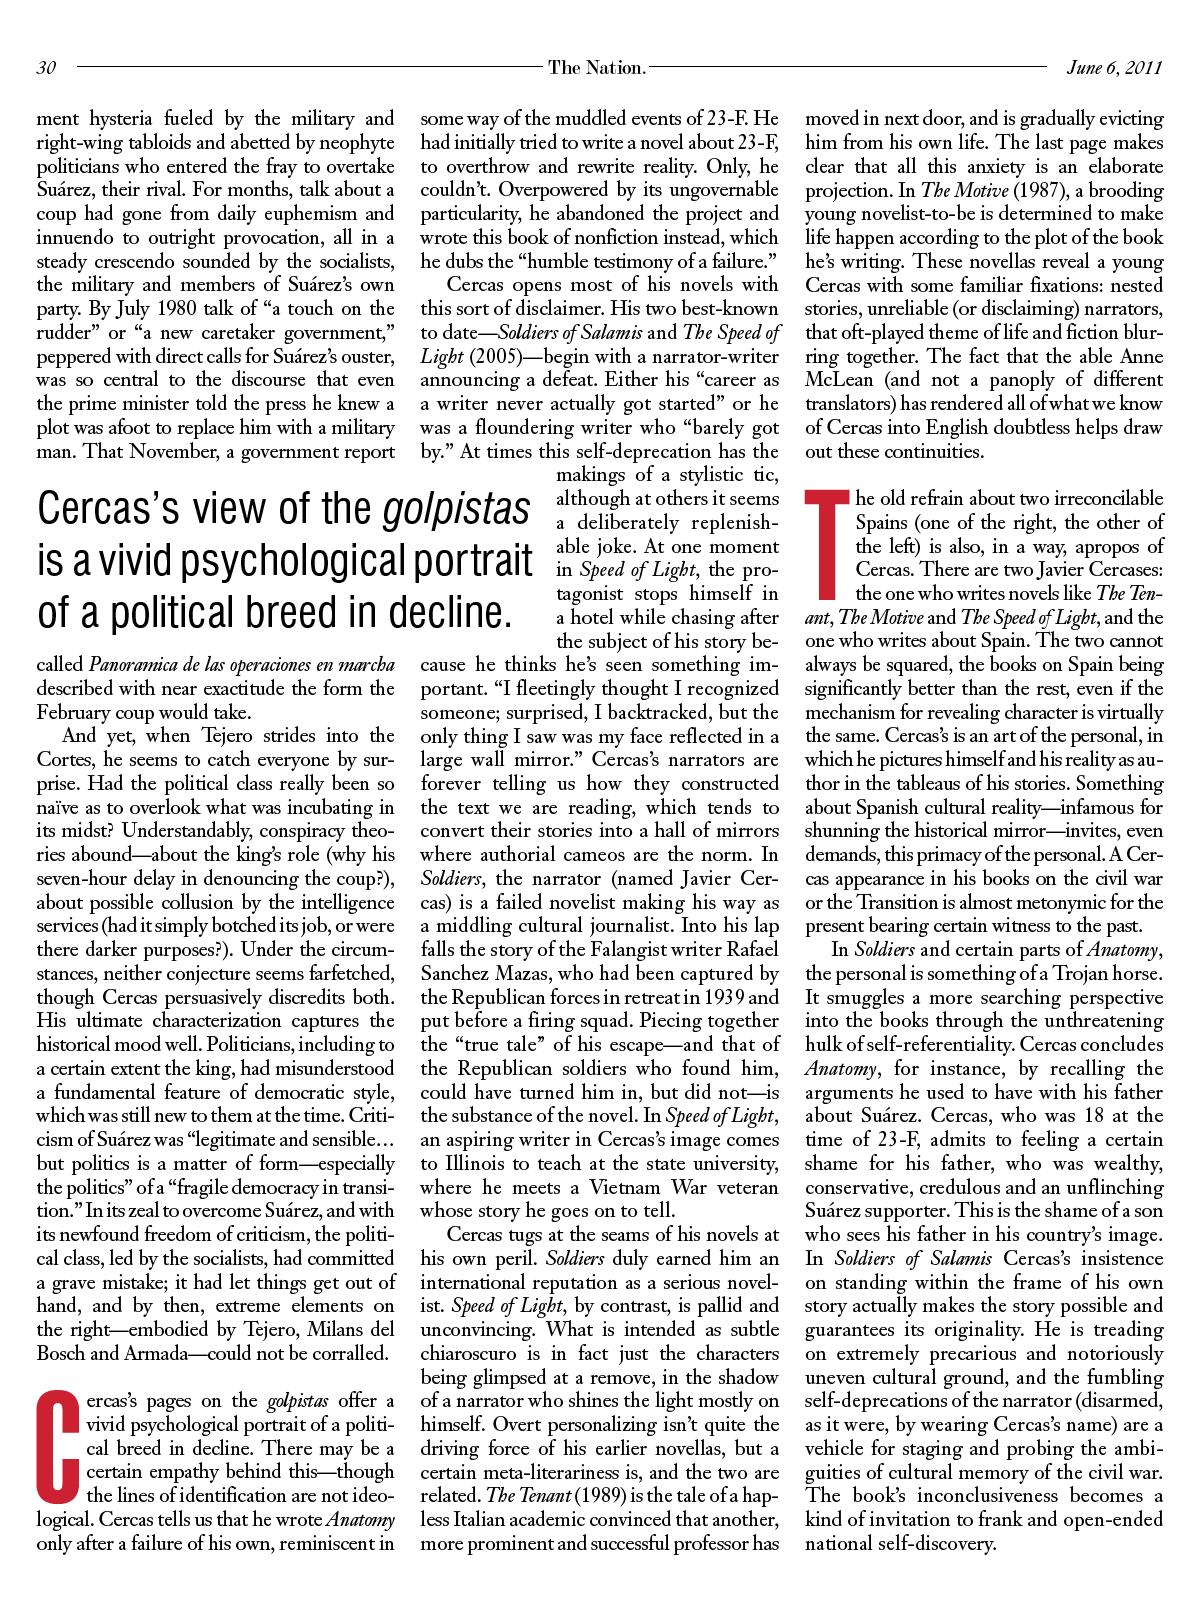 30
The Nation.
June 6, 2011
ment hysteria fueled by the military and
right-wing tabloids and abetted by neophyte
politicians who entered the fray to overtake
Suárez, their rival. For months, talk about a
coup had gone from daily euphemism and
innuendo to outright provocation, all in a
steady crescendo sounded by the socialists,
the military and members of Suárez’s own
party. By July 1980 talk of “a touch on the
rudder” or “a new caretaker government,”
peppered with direct calls for Suárez’s ouster,
was so central to the discourse that even
the prime minister told the press he knew a
plot was afoot to replace him with a military
man. That November, a government report
Cercas’s view of the golpistas
is a vivid psychological portrait
of a political breed in decline.
called Panoramica de las operaciones en marcha
described with near exactitude the form the
February coup would take.
And yet, when Tejero strides into the
Cortes, he seems to catch everyone by sur-
prise. Had the political class really been so
naïve as to overlook what was incubating in
its midst? Understandably, conspiracy theo-
ries abound—about the king’s role (why his
seven-hour delay in denouncing the coup?),
about possible collusion by the intelligence
services (had it simply botched its job, or were
there darker purposes?). Under the circum-
stances, neither conjecture seems farfetched,
though Cercas persuasively discredits both.
His ultimate characterization captures the
historical mood well. Politicians, including to
a certain extent the king, had misunderstood
a fundamental feature of democratic style,
which was still new to them at the time. Criti-
cism of Suárez was “legitimate and sensible…
but politics is a matter of form—especially
the politics” of a “fragile democracy in transi-
tion.” In its zeal to overcome Suárez, and with
its newfound freedom of criticism, the politi-
cal class, led by the socialists, had committed
a grave mistake; it had let things get out of
hand, and by then, extreme elements on
the right—embodied by Tejero, Milans del
Bosch and Armada—could not be corralled.
Cercas’s pages on the golpistas offer a
vivid psychological portrait of a politi-
cal breed in decline. There may be a
certain empathy behind this—though
the lines of identification are not ideo-
logical. Cercas tells us that he wrote Anatomy
only after a failure of his own, reminiscent in
some way of the muddled events of 23-F. He
had initially tried to write a novel about 23-F,
to overthrow and rewrite reality. Only, he
couldn’t. Overpowered by its ungovernable
particularity, he abandoned the project and
wrote this book of nonfiction instead, which
he dubs the “humble testimony of a failure.”
Cercas opens most of his novels with
this sort of disclaimer. His two best-known
to date—Soldiers of Salamis and The Speed of
Light (2005)—begin with a narrator-writer
announcing a defeat. Either his “career as
a writer never actually got started” or he
was a floundering writer who “barely got
by.” At times this self-deprecation has the
makings of a stylistic tic,
although at others it seems
a deliberately replenish-
able joke. At one moment
in Speed of Light, the pro-
tagonist stops himself in
a hotel while chasing after
the subject of his story be-
cause he thinks he’s seen something im-
portant. “I fleetingly thought I recognized
someone; surprised, I backtracked, but the
only thing I saw was my face reflected in a
large wall mirror.” Cercas’s narrators are
forever telling us how they constructed
the text we are reading, which tends to
convert their stories into a hall of mirrors
where authorial cameos are the norm. In
Soldiers, the narrator (named Javier Cer-
cas) is a failed novelist making his way as
a middling cultural journalist. Into his lap
falls the story of the Falangist writer Rafael
Sanchez Mazas, who had been captured by
the Republican forces in retreat in 1939 and
put before a firing squad. Piecing together
the “true tale” of his escape—and that of
the Republican soldiers who found him,
could have turned him in, but did not—is
the substance of the novel. In Speed of Light,
an aspiring writer in Cercas’s image comes
to Illinois to teach at the state university,
where he meets a Vietnam War veteran
whose story he goes on to tell.
Cercas tugs at the seams of his novels at
his own peril. Soldiers duly earned him an
international reputation as a serious novel-
ist. Speed of Light, by contrast, is pallid and
unconvincing. What is intended as subtle
chiaroscuro is in fact just the characters
being glimpsed at a remove, in the shadow
of a narrator who shines the light mostly on
himself. Overt personalizing isn’t quite the
driving force of his earlier novellas, but a
certain meta-literariness is, and the two are
related. The Tenant (1989) is the tale of a hap-
less Italian academic convinced that another,
more prominent and successful professor has
moved in next door, and is gradually evicting
him from his own life. The last page makes
clear that all this anxiety is an elaborate
projection. In The Motive (1987), a brooding
young novelist-to-be is determined to make
life happen according to the plot of the book
he’s writing. These novellas reveal a young
Cercas with some familiar fixations: nested
stories, unreliable (or disclaiming) narrators,
that oft-played theme of life and fiction blur-
ring together. The fact that the able Anne
McLean (and not a panoply of different
translators) has rendered all of what we know
of Cercas into English doubtless helps draw
out these continuities.
The old refrain about two irreconcilable
Spains (one of the right, the other of
the left) is also, in a way, apropos of
Cercas. There are two Javier Cercases:
the one who writes novels like The Ten-
ant, The Motive and The Speed of Light, and the
one who writes about Spain. The two cannot
always be squared, the books on Spain being
significantly better than the rest, even if the
mechanism for revealing character is virtually
the same. Cercas’s is an art of the personal, in
which he pictures himself and his reality as au-
thor in the tableaus of his stories. Something
about Spanish cultural reality—infamous for
shunning the historical mirror—invites, even
demands, this primacy of the personal. A Cer-
cas appearance in his books on the civil war
or the Transition is almost metonymic for the
present bearing certain witness to the past.
In Soldiers and certain parts of Anatomy,
the personal is something of a Trojan horse.
It smuggles a more searching perspective
into the books through the unthreatening
hulk of self-referentiality. Cercas concludes
Anatomy, for instance, by recalling the
arguments he used to have with his father
about Suárez. Cercas, who was 18 at the
time of 23-F, admits to feeling a certain
shame for his father, who was wealthy,
conservative, credulous and an unflinching
Suárez supporter. This is the shame of a son
who sees his father in his country’s image.
In Soldiers of Salamis Cercas’s insistence
on standing within the frame of his own
story actually makes the story possible and
guarantees its originality. He is treading
on extremely precarious and notoriously
uneven cultural ground, and the fumbling
self-deprecations of the narrator (disarmed,
as it were, by wearing Cercas’s name) are a
vehicle for staging and probing the ambi-
guities of cultural memory of the civil war.
The book’s inconclusiveness becomes a
kind of invitation to frank and open-ended
national self-discovery.